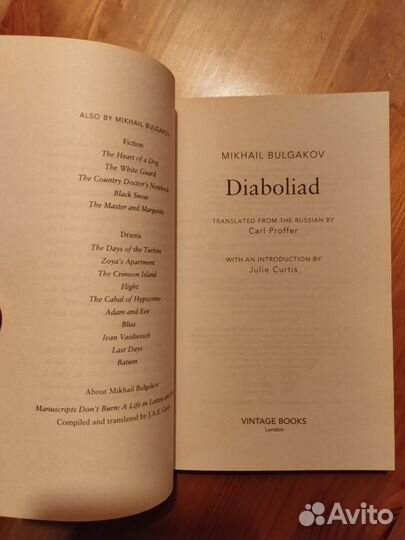 ALSO BY MIKHAIL BULGAKOV
Fiction
The Heart of a Dog
The White Guard
The Country Doctor's Notebook
Black Snow
The Master and Margarita
Drama
The Days of the Turbins
Zoya's Apartment
The Crimson Island
Flight
The Cabal of Hypocrites
Adam and Eve
Bliss
Ivan Vasilievich
Last Days
Batum
About Mikhail Bulgakov
Manuscripts Don't Burn: A Life in Letters and
Compiled and translated by J.A.E. Curtis
MIKHAIL BULGAKOV
Diaboliad
TRANSLATED FROM THE RUSSIAN BY
Carl Proffer
WITH AN INTRODUCTION BY
Julie Curtis
VINTAGE BOOKS
London
Avito